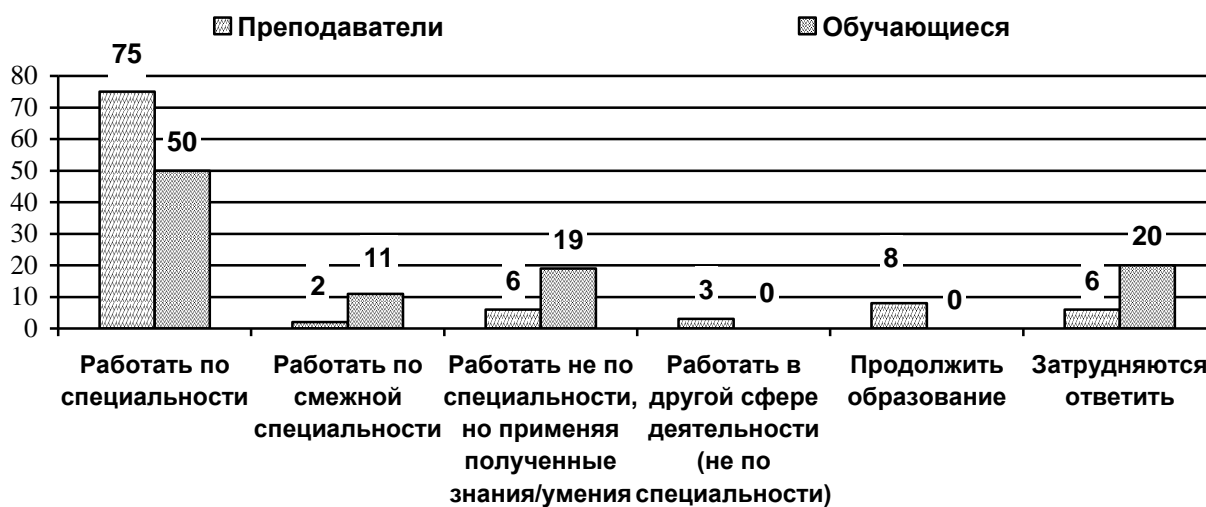 Преподаватели Обучающиеся
75
80
70
60
50
40
30
20
10
0
50
2
11
6
19
3
0
8
0
6
20
Работать по
специальности
Работать по
смежной
специальности
Работать не по
специальности,
но применяя
полученные
знания/умения
Работать в
другой сфере
деятельности
(не по
специальности)
Продолжить
образование
Затрудняются
ответить